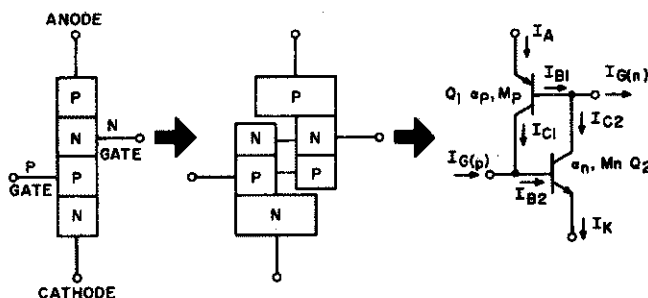 ANODE
P
N
N
GATE
P
GATE
P
N
CATHODE
P
N
N
P
P
N
I_A
I_B1
I_G(n)
Q_1 α_P, M_P
I_C1
I_C2
I_G(p)
α_n, Mn Q_2
I_B2
I_K